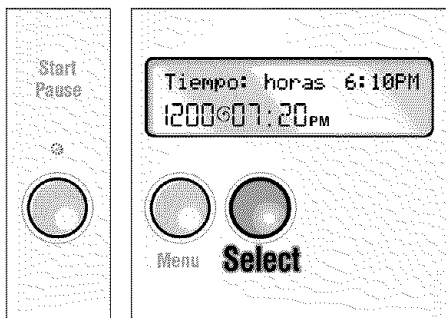 Start
Pause
Tiempo: horas 6:10PM
1200 07:20PM
Menu
Select